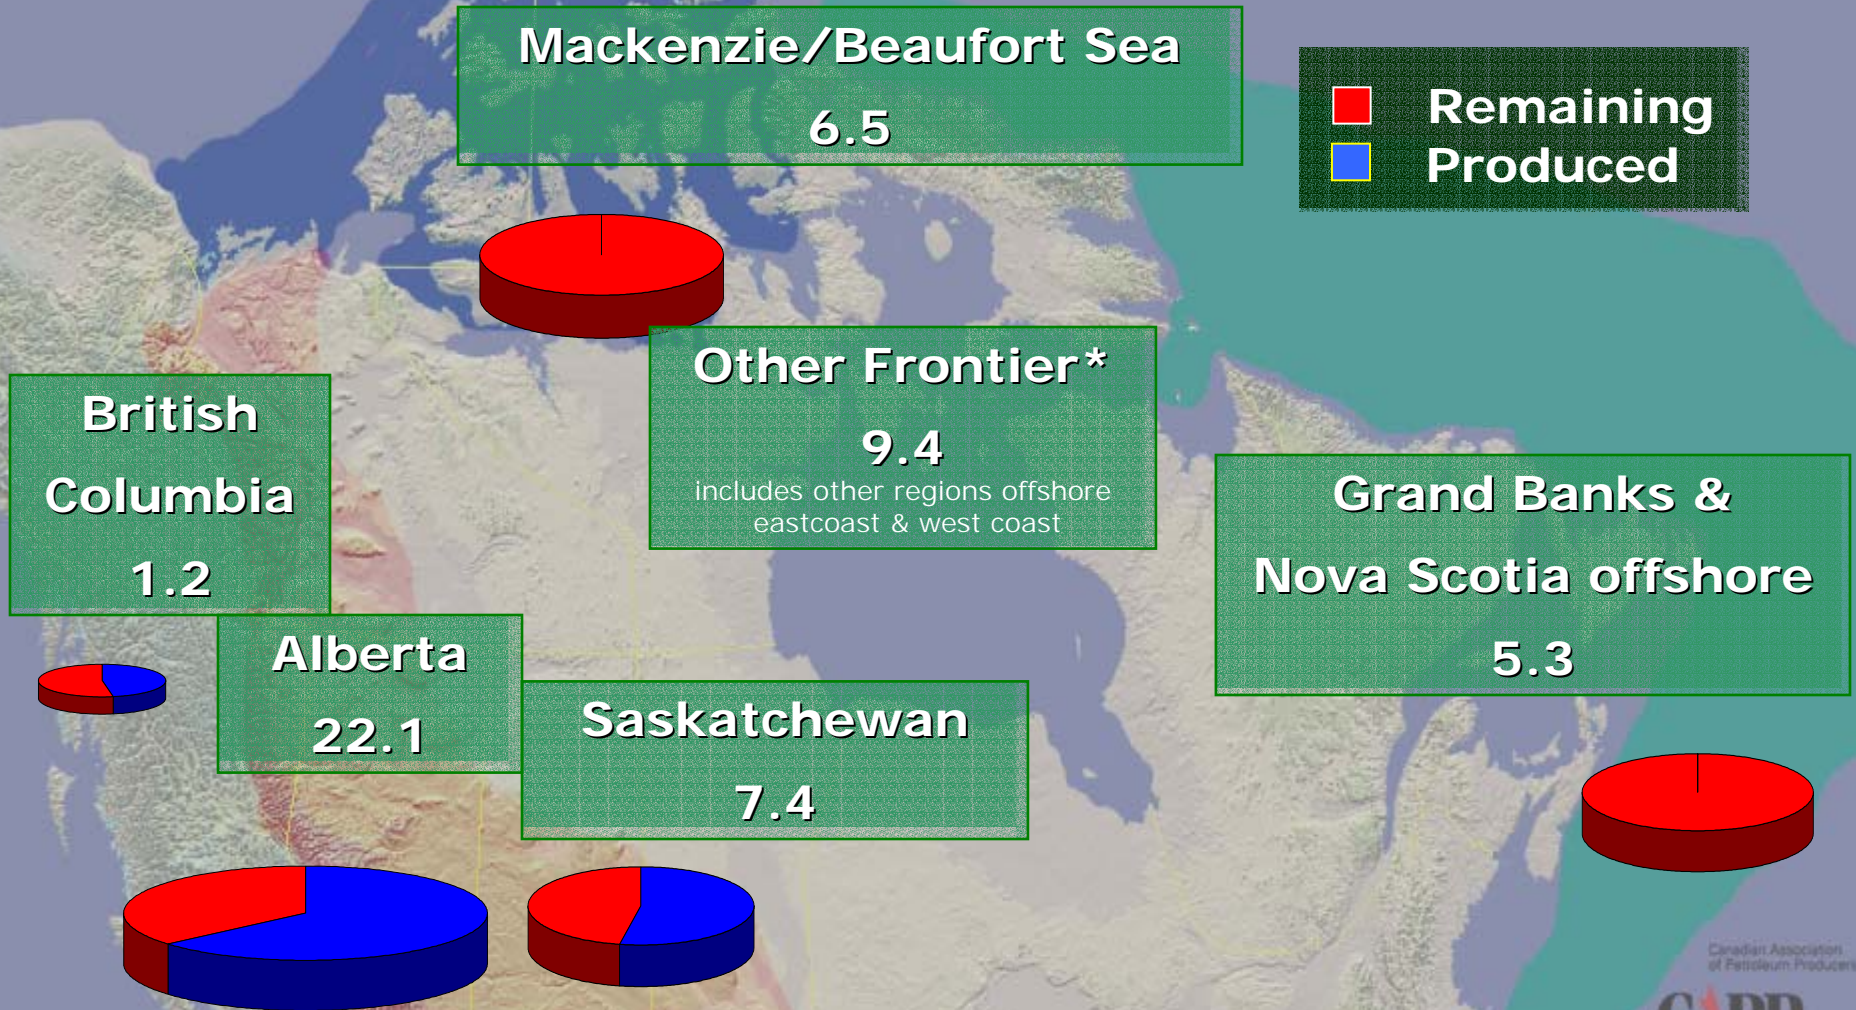 Mackenzie/Beaufort Sea
6.5
Remaining
Produced
Other Frontier*
9.4
includes other regions offshore
eastcoast & west coast
British
Columbia
1.2
Grand Banks &
Nova Scotia offshore
5.3
Alberta
22.1
Saskatchewan
7.4
Canadian Association
of Petroleum Producers
CAPP